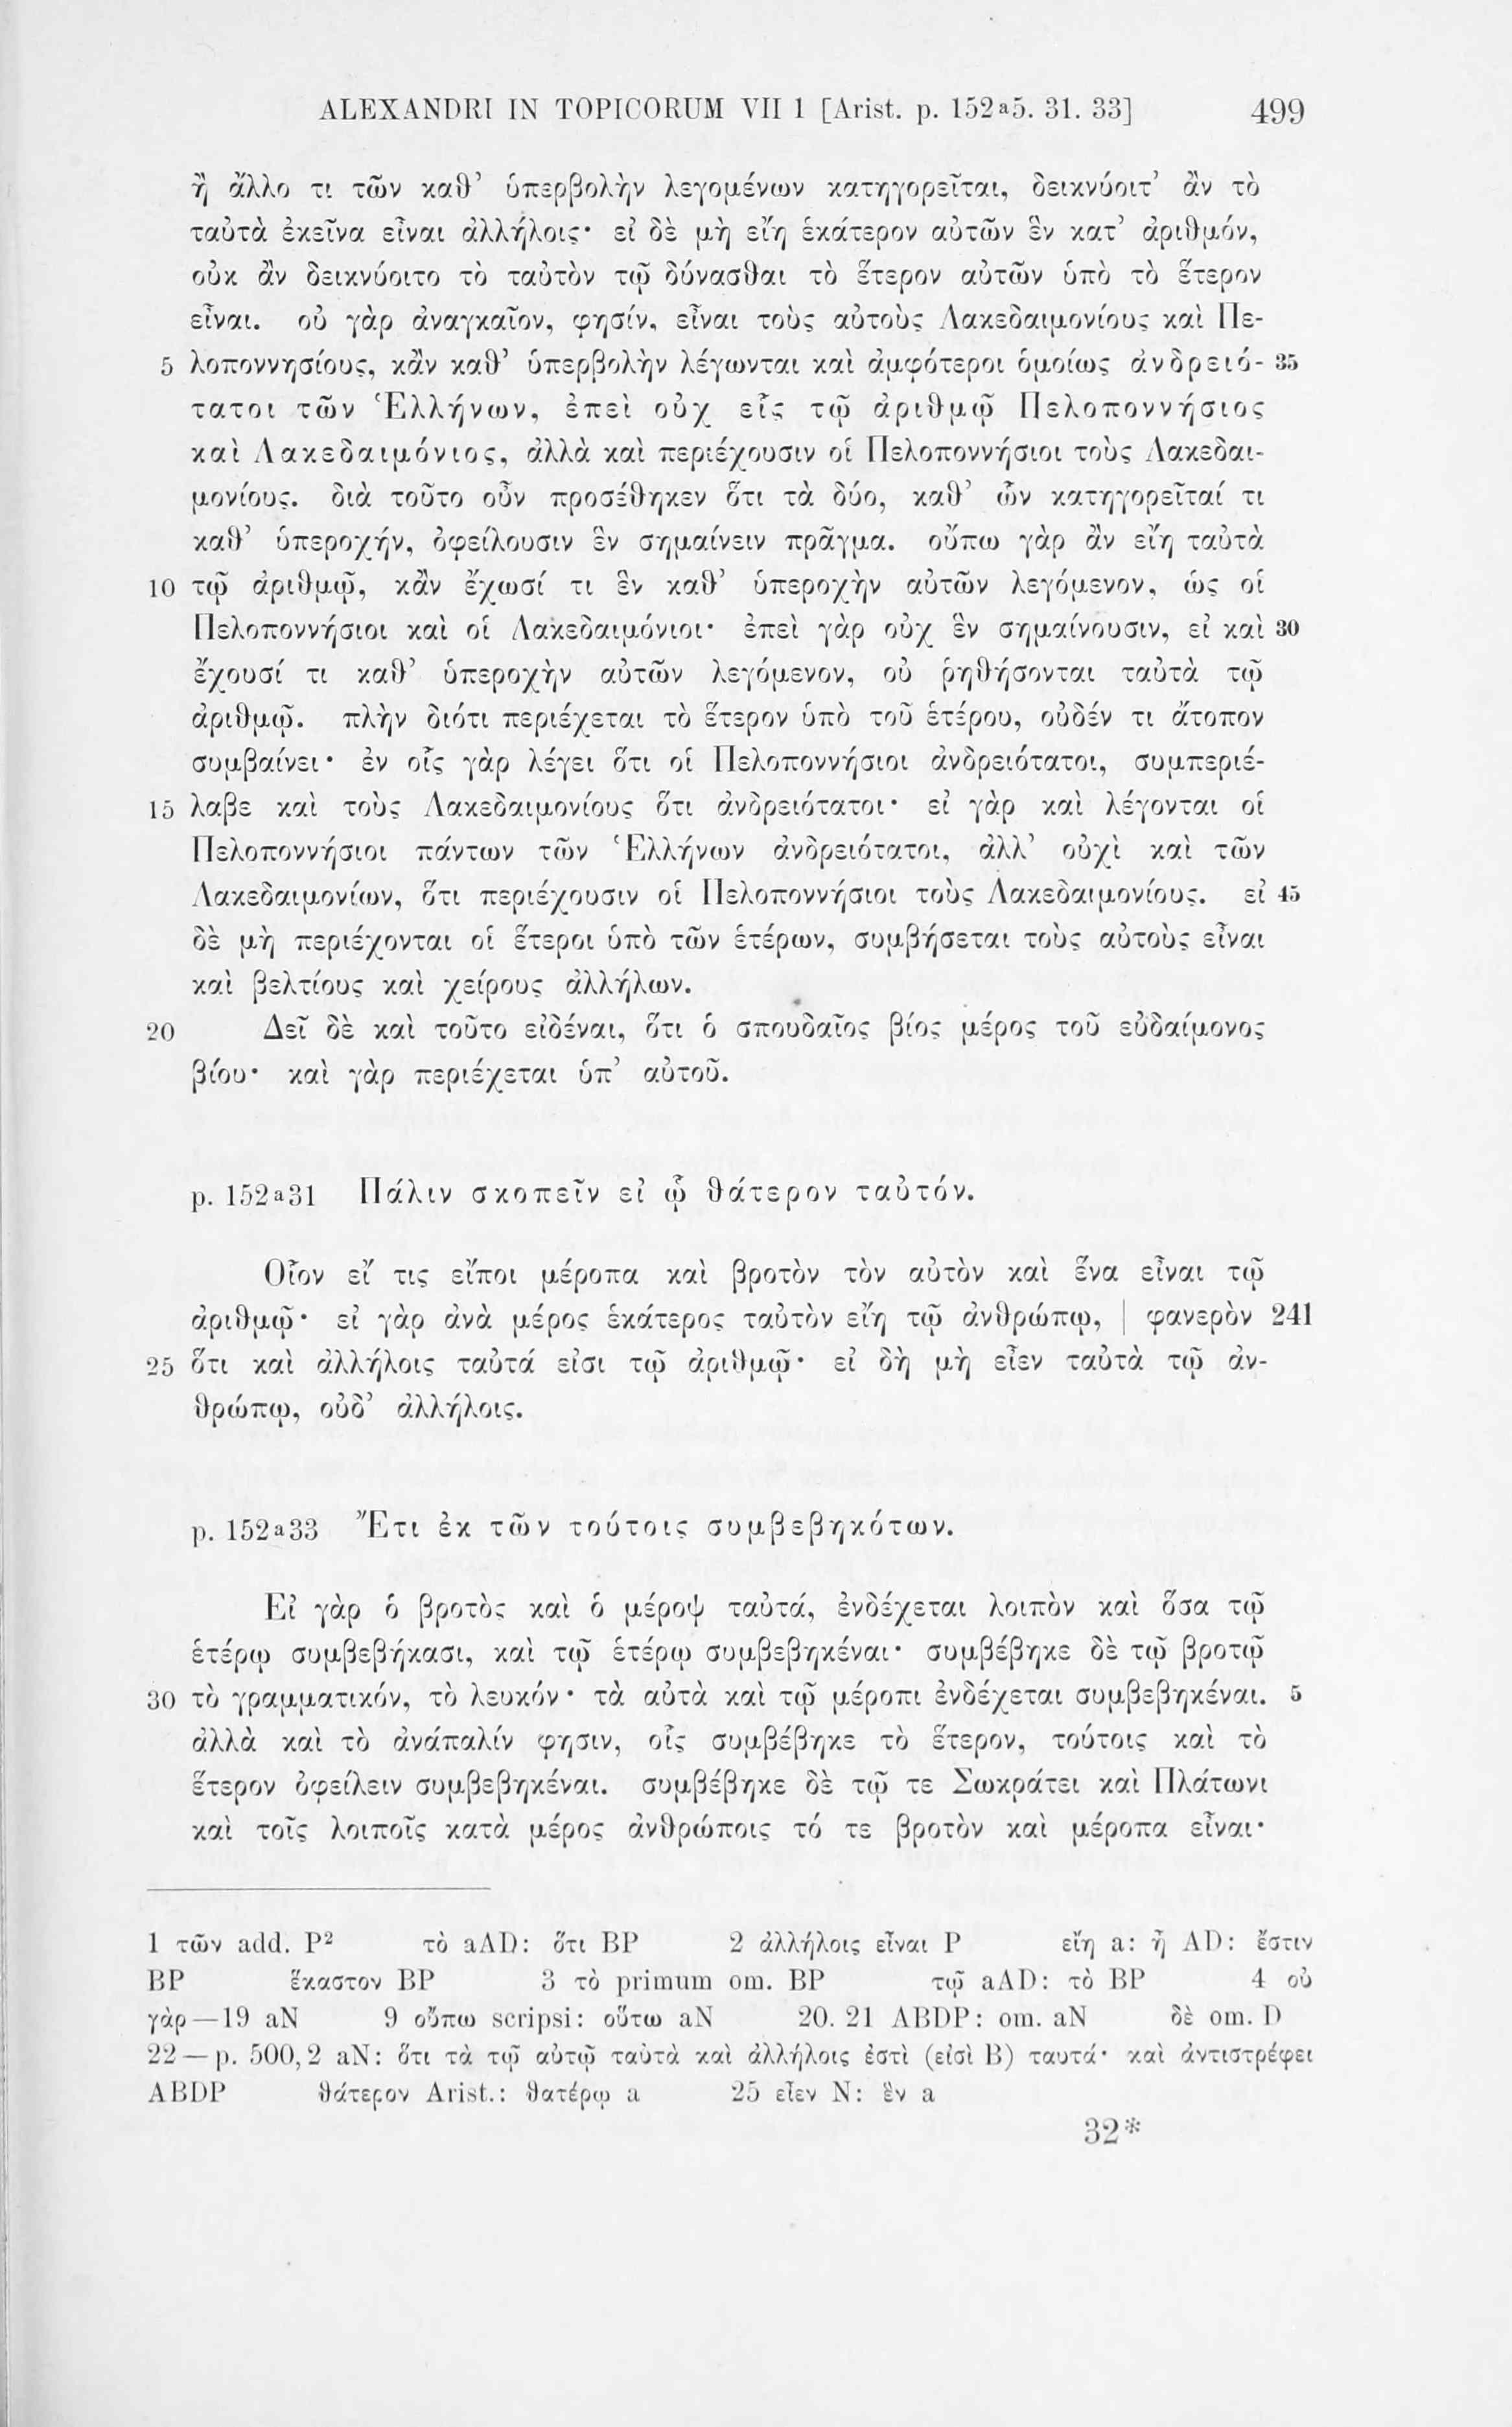 ALEXANDRI IN TOPICORUM VII 1 [Arist. p. 152ᵃ5. 31. 33] 499
ἢ ἄλλο τι τῶν καθ’ ὑπερβολὴν λεγομένων κατηγορεῖται, δεικνύοιτ’ ἂν τὸ
ταὐτὰ ἐκεῖνα εἶναι ἀλλήλοις· εἰ δὲ μὴ εἴη ἑκάτερον αὐτῶν ἓν κατ’ ἀριθμόν,
οὐκ ἂν δεικνύοιτο τὸ ταὐτὸν τῷ δύνασθαι τὸ ἕτερον αὐτῶν ὑπὸ τὸ ἕτερον
εἶναι. οὐ γὰρ ἀναγκαῖον, φησίν, εἶναι τοὺς αὐτοὺς Λακεδαιμονίους καὶ Πε-
5 λοποννησίους, κἂν καθ’ ὑπερβολὴν λέγωνται καὶ ἀμφότεροι ὁμοίως ἀνδρειό- 35
τατοι τῶν Ἑλλήνων, ἐπεὶ οὐχ εἷς τῷ ἀριθμῷ Πελοποννήσιος
καὶ Λακεδαιμόνιος, ἀλλὰ καὶ περιέχουσιν οἱ Πελοποννήσιοι τοὺς Λακεδαι-
μονίους. διὰ τοῦτο οὖν προσέθηκεν ὅτι τὰ δύο, καθ’ ὧν κατηγορεῖταί τι
καθ’ ὑπεροχήν, ὀφείλουσιν ἓν σημαίνειν πρᾶγμα. οὔπω γὰρ ἂν εἴη ταὐτὰ
10 τῷ ἀριθμῷ, κἂν ἔχωσί τι ἓν καθ’ ὑπεροχὴν αὐτῶν λεγόμενον, ὡς οἱ
Πελοποννήσιοι καὶ οἱ Λακεδαιμόνιοι· ἐπεὶ γὰρ οὐχ ἓν σημαίνουσιν, εἰ καὶ 30
ἔχουσί τι καθ’ ὑπεροχὴν αὐτῶν λεγόμενον, οὐ ῥηθήσονται ταὐτὰ τῷ
ἀριθμῷ. πλὴν διότι περιέχεται τὸ ἕτερον ὑπὸ τοῦ ἑτέρου, οὐδέν τι ἄτοπον
συμβαίνει· ἐν οἷς γὰρ λέγει ὅτι οἱ Πελοποννήσιοι ἀνδρειότατοι, συμπεριέ-
15 λαβε καὶ τοὺς Λακεδαιμονίους ὅτι ἀνδρειότατοι· εἰ γὰρ καὶ λέγονται οἱ
Πελοποννήσιοι πάντων τῶν Ἑλλήνων ἀνδρειότατοι, ἀλλ’ οὐχὶ καὶ τῶν
Λακεδαιμονίων, ὅτι περιέχουσιν οἱ Πελοποννήσιοι τοὺς Λακεδαιμονίους. εἰ 45
δὲ μὴ περιέχονται οἱ ἕτεροι ὑπὸ τῶν ἑτέρων, συμβήσεται τοὺς αὐτοὺς εἶναι
καὶ βελτίους καὶ χείρους ἀλλήλων.
20 Δεῖ δὲ καὶ τοῦτο εἰδέναι, ὅτι ὁ σπουδαῖος βίος μέρος τοῦ εὐδαίμονος
βίου· καὶ γὰρ περιέχεται ὑπ’ αὐτοῦ.
p. 152ᵃ31 Πάλιν σκοπεῖν εἰ ᾧ θάτερον ταὐτόν.
Οἷον εἴ τις εἴποι μέροπα καὶ βροτὸν τὸν αὐτὸν καὶ ἕνα εἶναι τῷ
ἀριθμῷ· εἰ γὰρ ἀνὰ μέρος ἑκάτερος ταὐτὸν εἴη τῷ ἀνθρώπῳ, | φανερὸν 241
25 ὅτι καὶ ἀλλήλοις ταὐτά εἰσι τῷ ἀριθμῷ· εἰ δὴ μὴ εἶεν ταὐτὰ τῷ ἀν-
θρώπῳ, οὐδ’ ἀλλήλοις.
p. 152ᵃ33 Ἔτι ἐκ τῶν τούτοις συμβεβηκότων.
Εἰ γὰρ ὁ βροτὸς καὶ ὁ μέροψ ταὐτά, ἐνδέχεται λοιπὸν καὶ ὅσα τῷ
ἑτέρῳ συμβεβήκασι, καὶ τῷ ἑτέρῳ συμβεβηκέναι· συμβέβηκε δὲ τῷ βροτῷ
30 τὸ γραμματικόν, τὸ λευκόν· τὰ αὐτὰ καὶ τῷ μέροπι ἐνδέχεται συμβεβηκέναι. 5
ἀλλὰ καὶ τὸ ἀνάπαλίν φησιν, οἷς συμβέβηκε τὸ ἕτερον, τούτοις καὶ τὸ
ἕτερον ὀφείλειν συμβεβηκέναι. συμβέβηκε δὲ τῷ τε Σωκράτει καὶ Πλάτωνι
καὶ τοῖς λοιποῖς κατὰ μέρος ἀνθρώποις τό τε βροτὸν καὶ μέροπα εἶναι·
1 τῶν add. P² τὸ aAD: ὅτι BP 2 ἀλλήλοις εἶναι P εἴη a: ᾖ AD: ἔστιν
BP ἕκαστον BP 3 τὸ primum om. BP τῷ aAD: τὸ BP 4 οὐ
γὰρ—19 aN 9 οὔπω scripsi: οὕτω aN 20. 21 ABDP: om. aN δὲ om. D
22—p. 500,2 aN: ὅτι τὰ τῷ αὐτῷ ταὐτὰ καὶ ἀλλήλοις ἐστὶ (εἰσὶ B) ταυτά· καὶ ἀντιστρέφει
ABDP θάτερον Arist.: θατέρῳ a 25 εἶεν N: ἓν a
32*